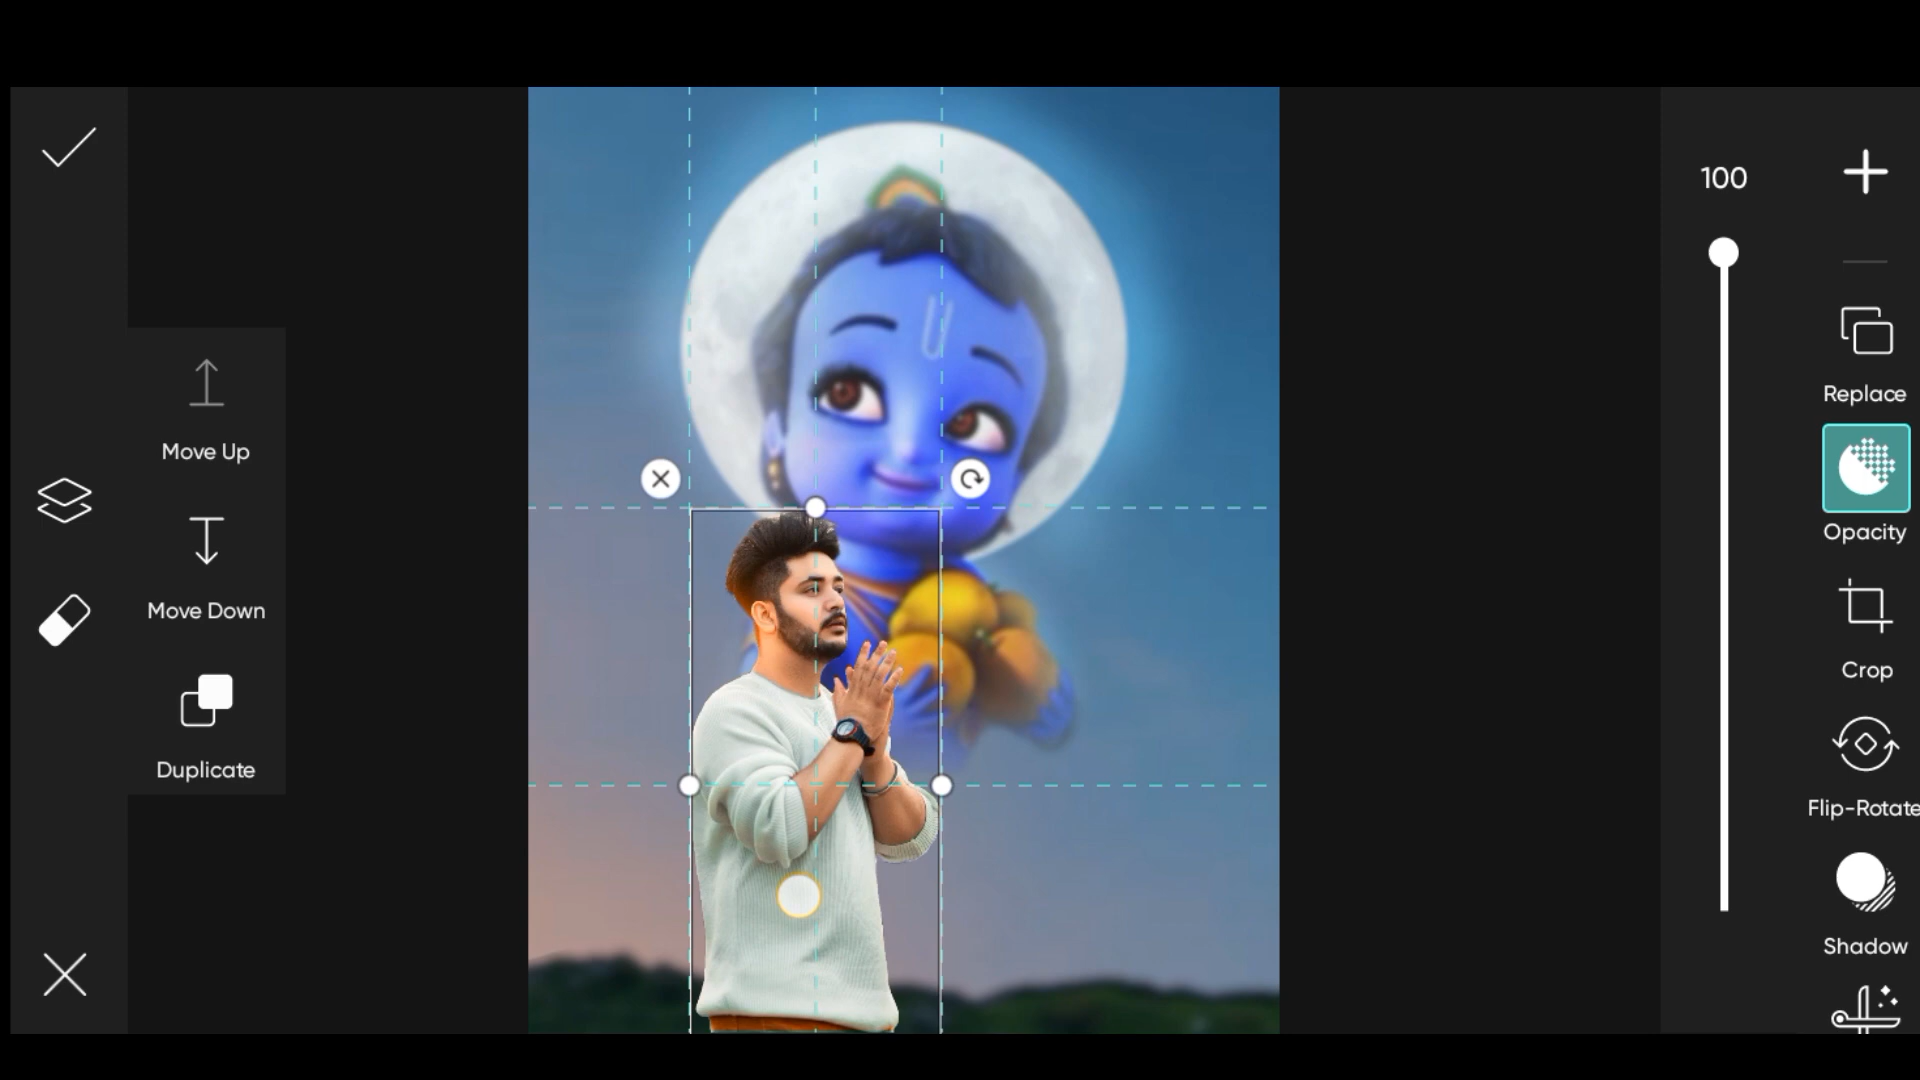 Move Up
Move Down
Duplicate
100
Replace
Opacity
Crop
Flip-Rotate
Shadow